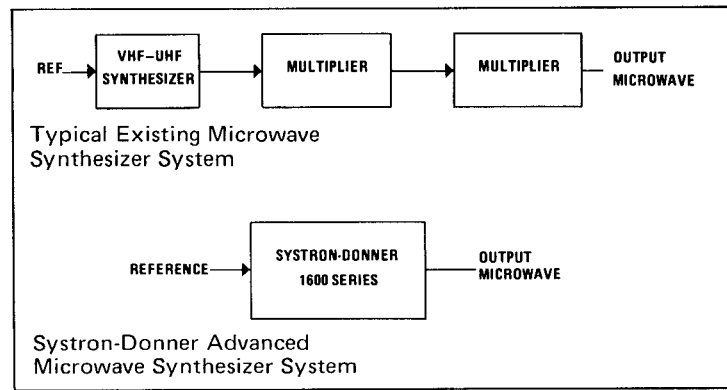 REF
VHF-UHF
SYNTHESIZER
MULTIPLIER
MULTIPLIER
OUTPUT
MICROWAVE
Typical Existing Microwave
Synthesizer System
REFERENCE
SYSTRON-DONNER
1600 SERIES
OUTPUT
MICROWAVE
Systron-Donner Advanced
Microwave Synthesizer System